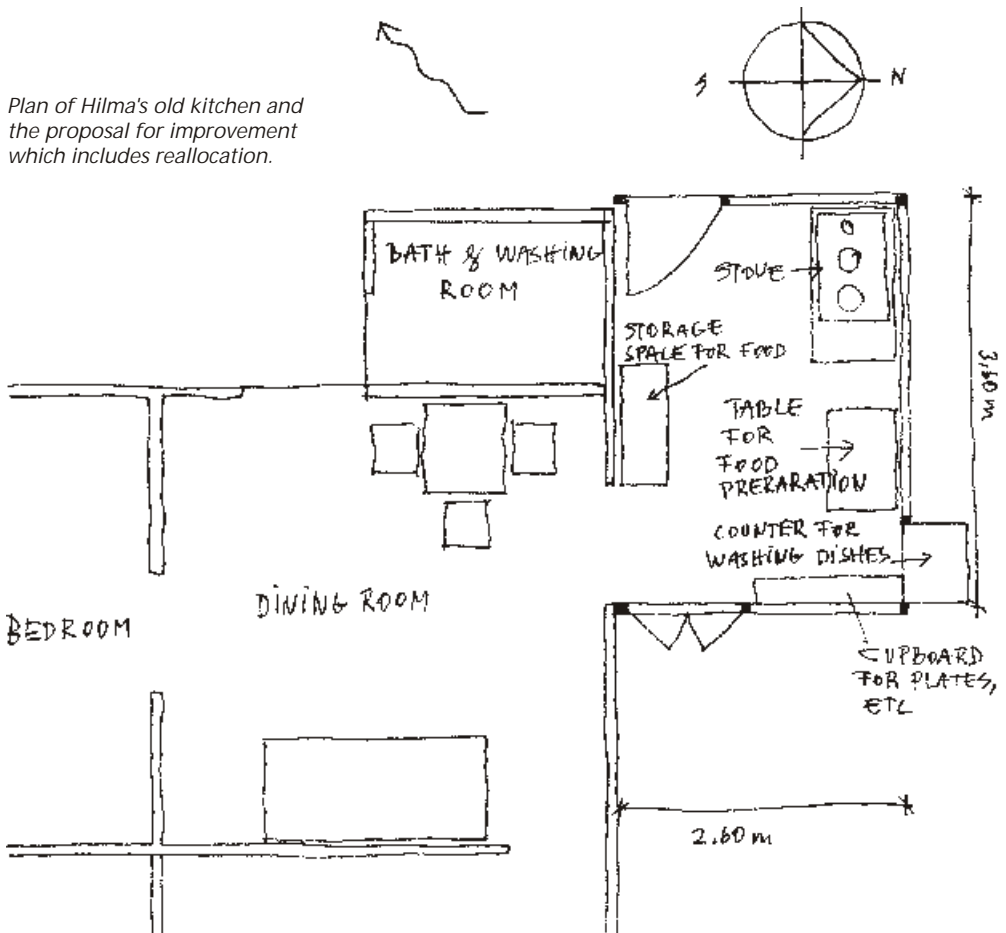 Plan of Hilma's old kitchen and
the proposal for improvement
which includes reallocation.
S
N
BATH & WASHING
ROOM
STOVE
STORAGE
SPACE FOR FOOD
3.60 m
TABLE
FOR
FOOD
PRERARATION
COUNTER FOR
WASHING DISHES
DINING ROOM
BEDROOM
CUPBOARD
FOR PLATES,
ETC
2.60 m